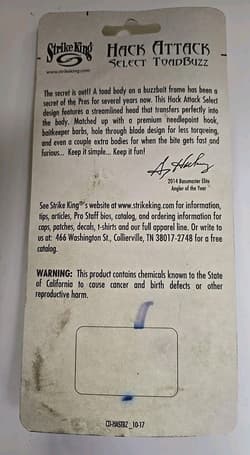 Strike King®
www.strikeking.com
HACK ATTACK
SELECT TOADBUZZ
The secret is out!! A toad body on a buzzbait frame has been a
secret of the Pros for several years now. This Hack Attack Select
design features a streamlined head that transfers perfectly into
the body. Matched up with a premium needlepoint hook,
baitkeeper barbs, hole through blade design for less torqueing,
and even a couple extra bodies for when the bite gets fast and
furious... Keep it simple... Keep it fun!
2014 Bassmaster Elite
Angler of the Year
See Strike King®'s website at www.strikeking.com for information,
tips, articles, Pro Staff bios, catalog, and ordering information for
caps, patches, decals, t-shirts and our full apparel line. Or write to
us at: 466 Washington St., Collierville, TN 38017-2748 for a free
catalog.
WARNING: This product contains chemicals known to the State
of California to cause cancer and birth defects or other
reproductive harm.